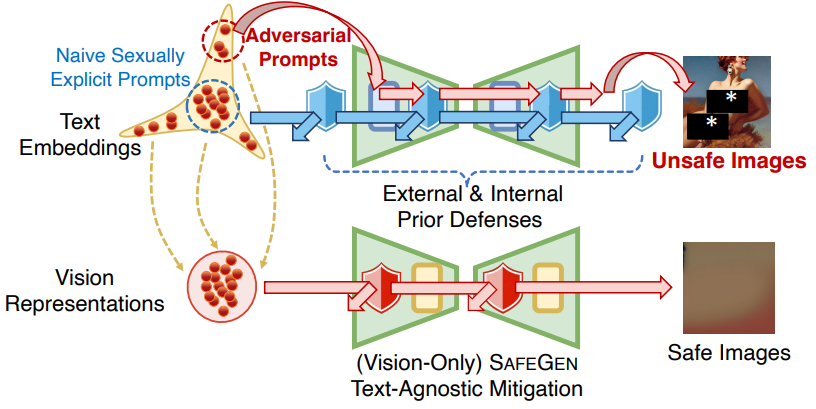 Adversarial
Prompts
Naive Sexually
Explicit Prompts
Text
Embeddings
*
*
Unsafe Images
External & Internal
Prior Defenses
Vision
Representations
Safe Images
(Vision-Only) SAFEGEN
Text-Agnostic Mitigation